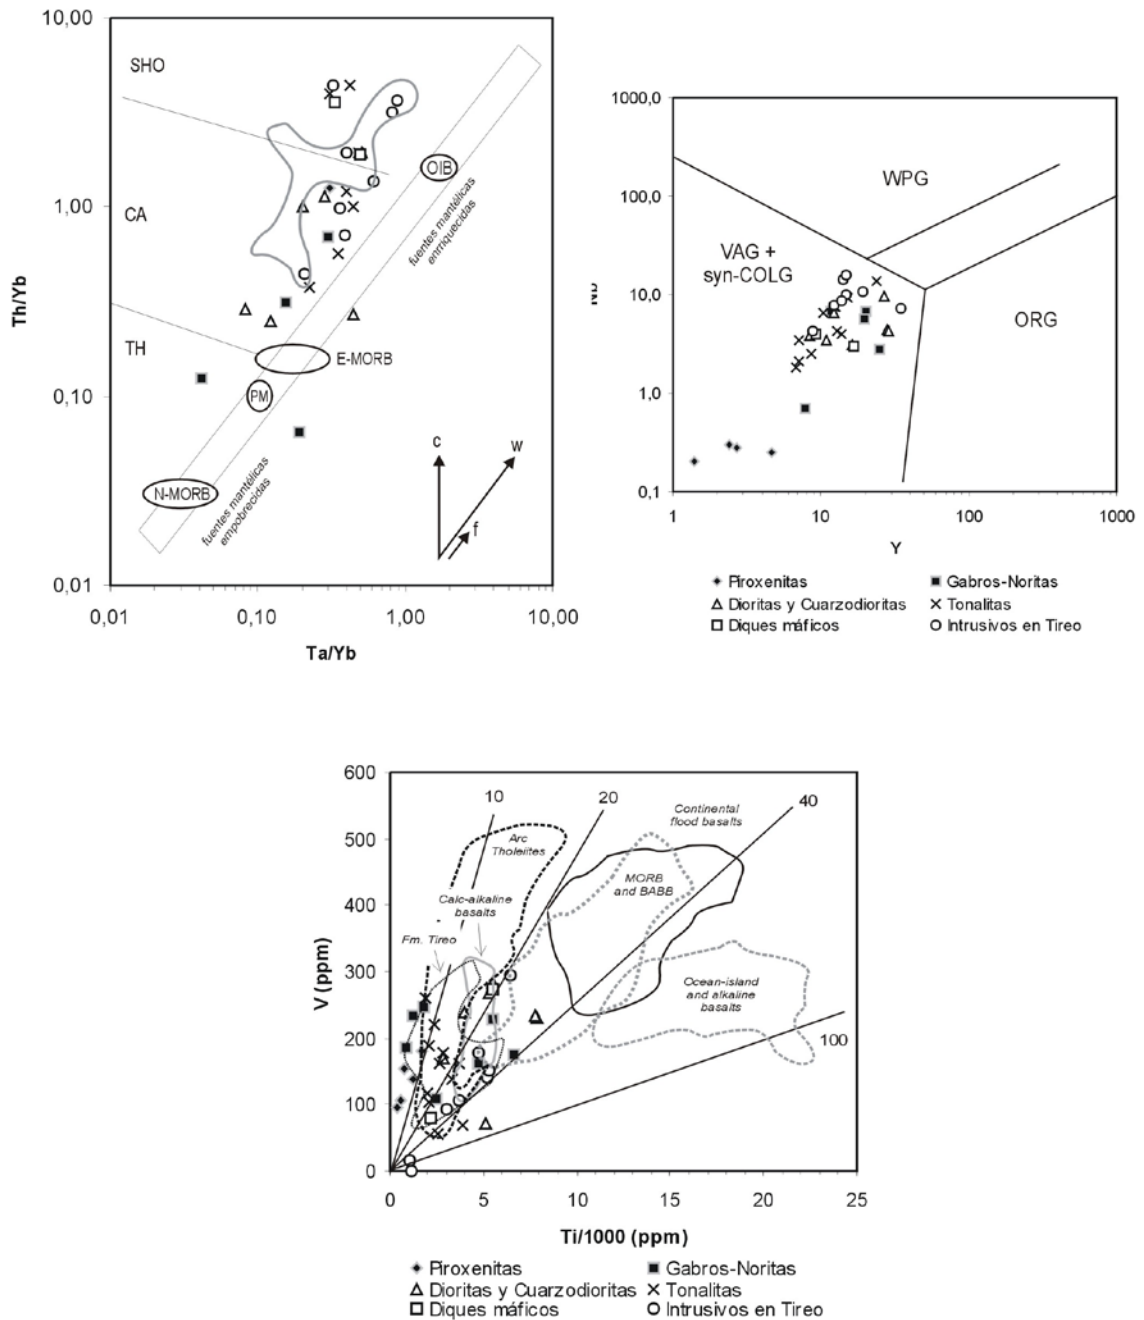 10,00
SHO
1,00
CA
OIB
fuentes mantélicas
enrriquecidas
Th/Yb
TH
E-MORB
0,10
PM
N-MORB
fuentes mantélicas
empobrecidas
c
w
f
0,01
0,01
0,10
1,00
10,00
Ta/Yb
1000,0
WPG
100,0
VAG +
syn-COLG
10,0
ORG
1,0
0,1
1
10
100
1000
Y
Piroxenitas
Gabros-Noritas
Dioritas y Cuarzodioritas
Tonalitas
Diques máficos
Intrusivos en Tireo
600
10
20
40
Continental
flood basalts
500
Arc
Tholeiites
MORB
and BABB
400
Calc-alkaline
basalts
Fm. Tireo
V (ppm)
300
Ocean-island
and alkaline
basalts
200
100
100
0
0
5
10
15
20
25
Ti/1000 (ppm)
Piroxenitas
Gabros-Noritas
Dioritas y Cuarzodioritas
Tonalitas
Diques máficos
Intrusivos en Tireo